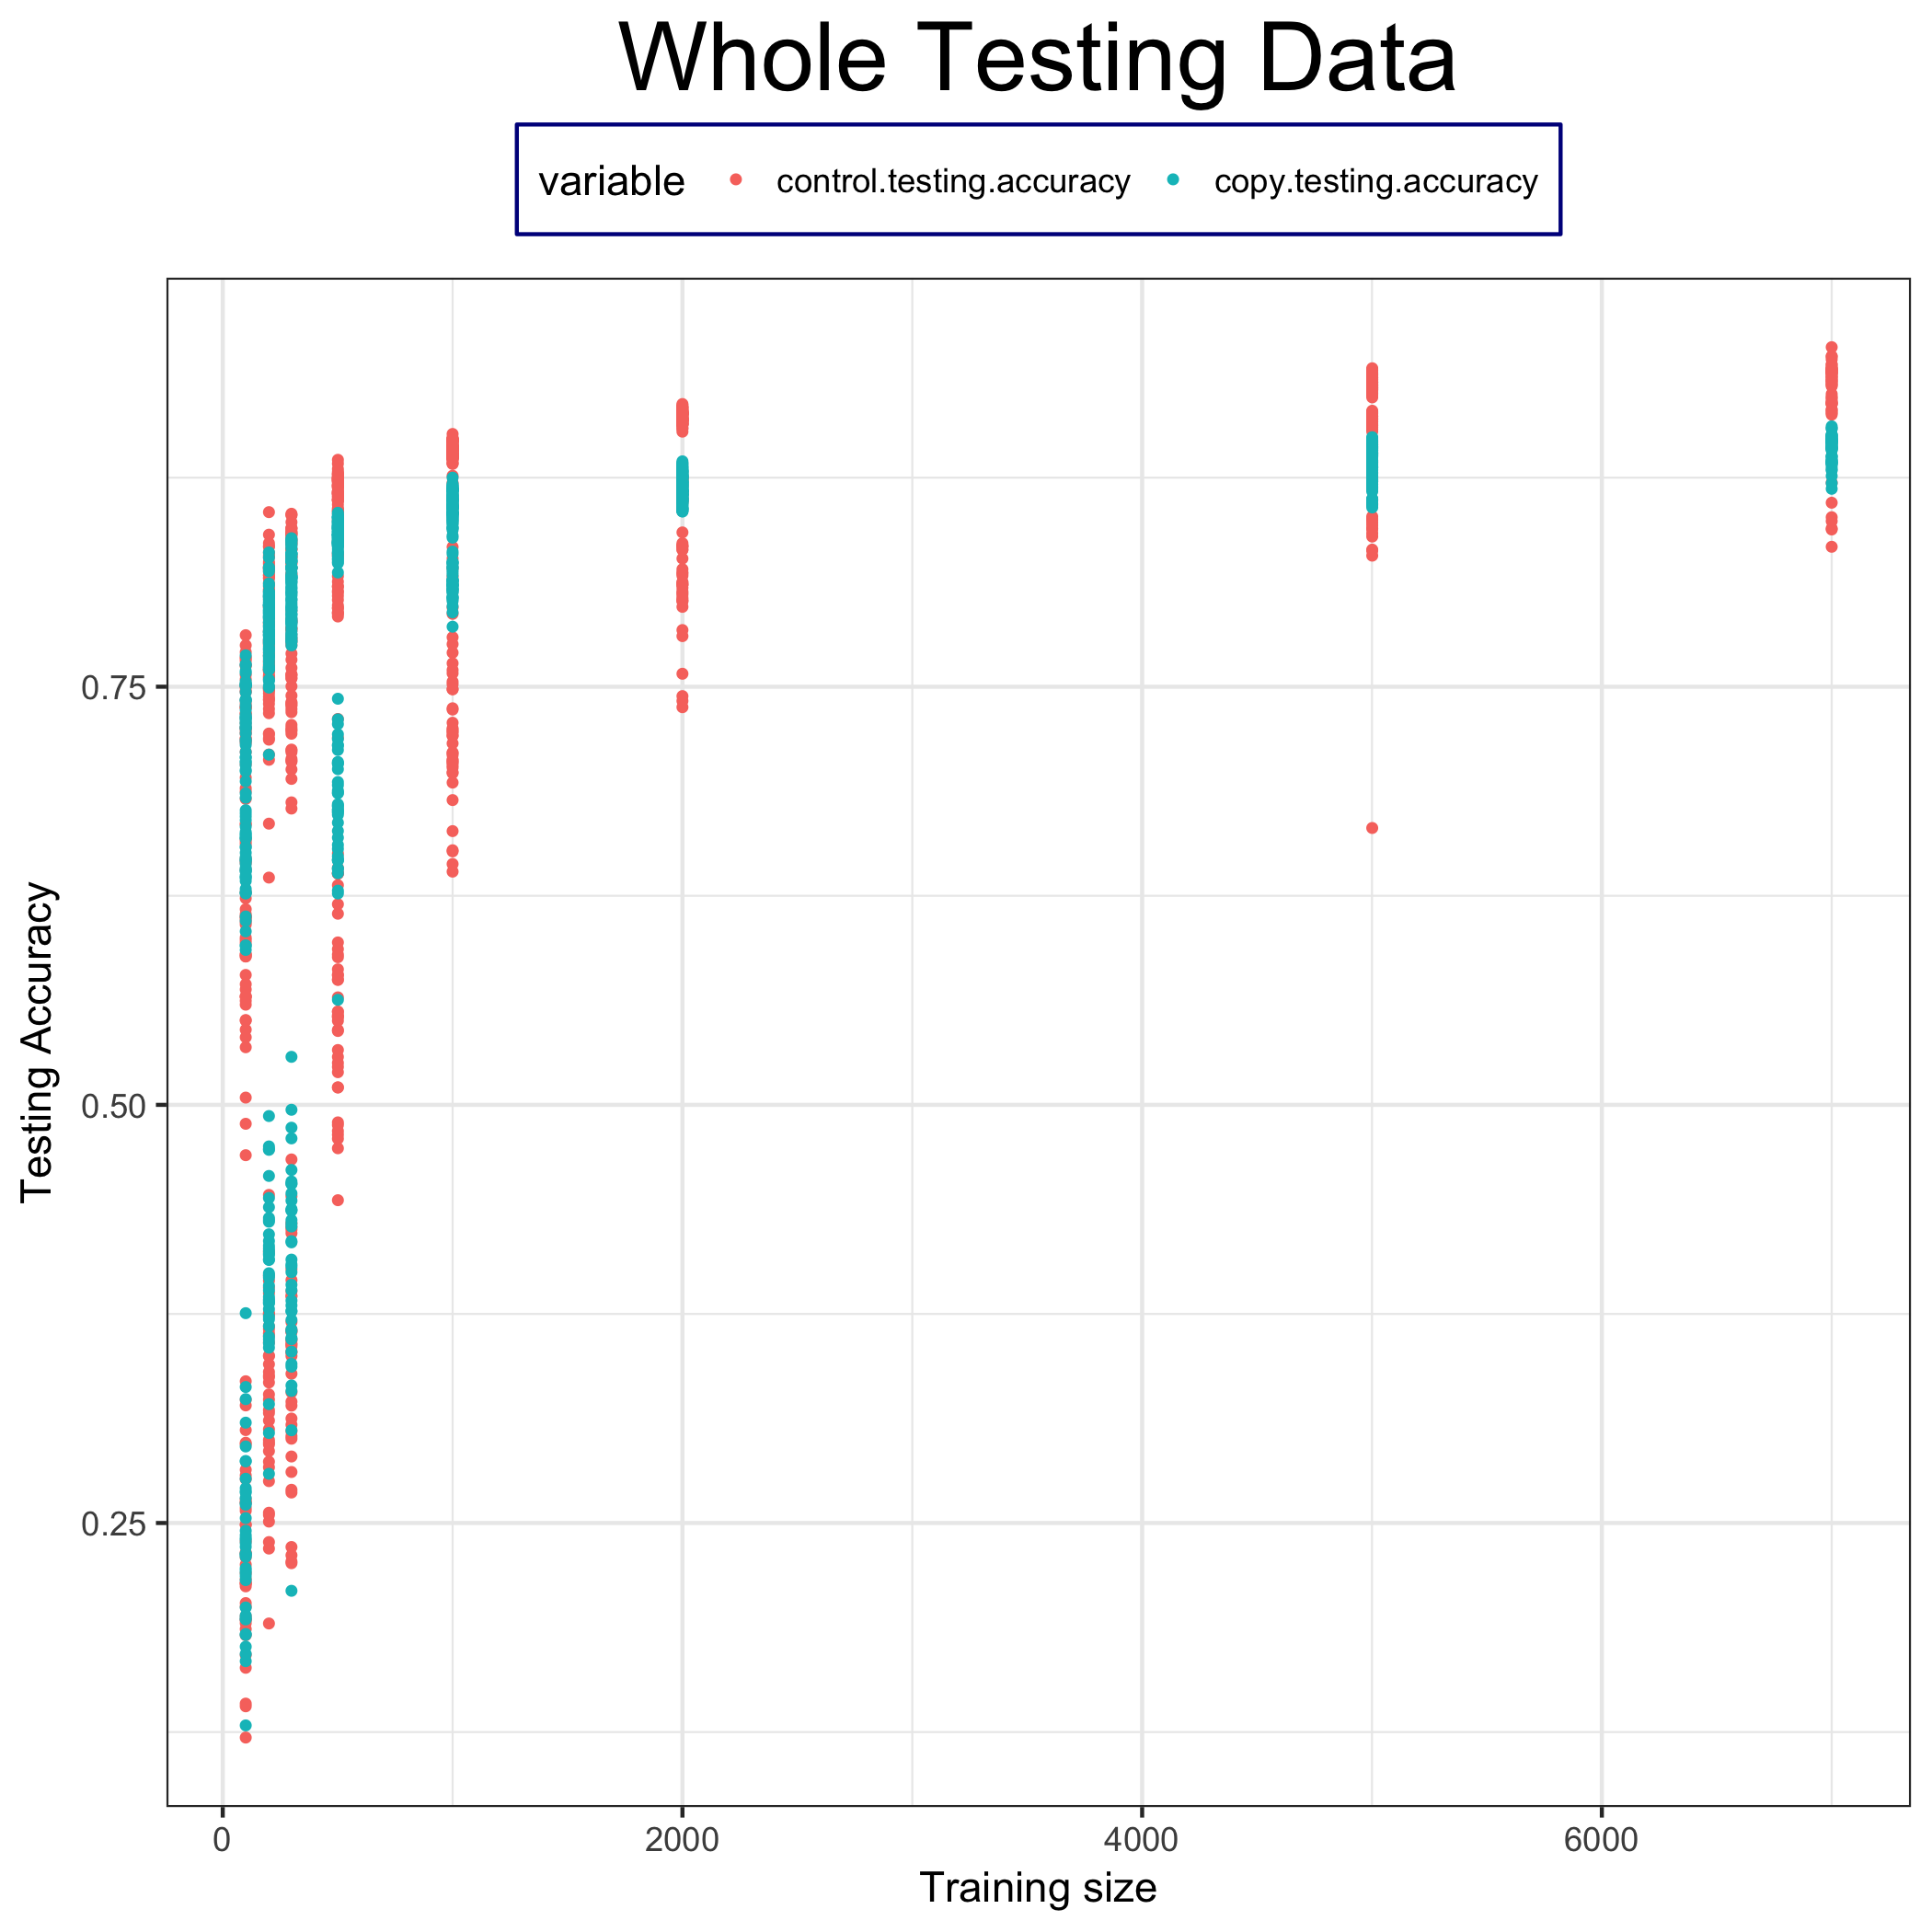 Whole Testing Data
variable control.testing.accuracy copy.testing.accuracy
0.75
0.50
0.25
Testing Accuracy
0 2000 4000 6000
Training size